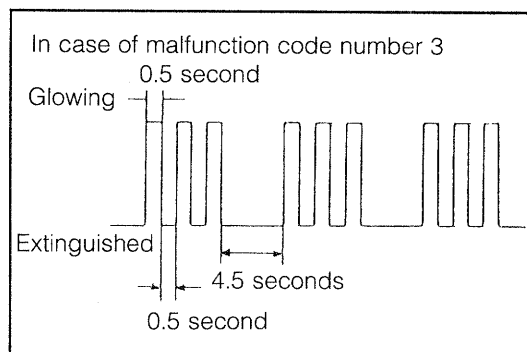 In case of malfunction code number 3
0.5 second
Glowing
Extinguished
4.5 seconds
0.5 second